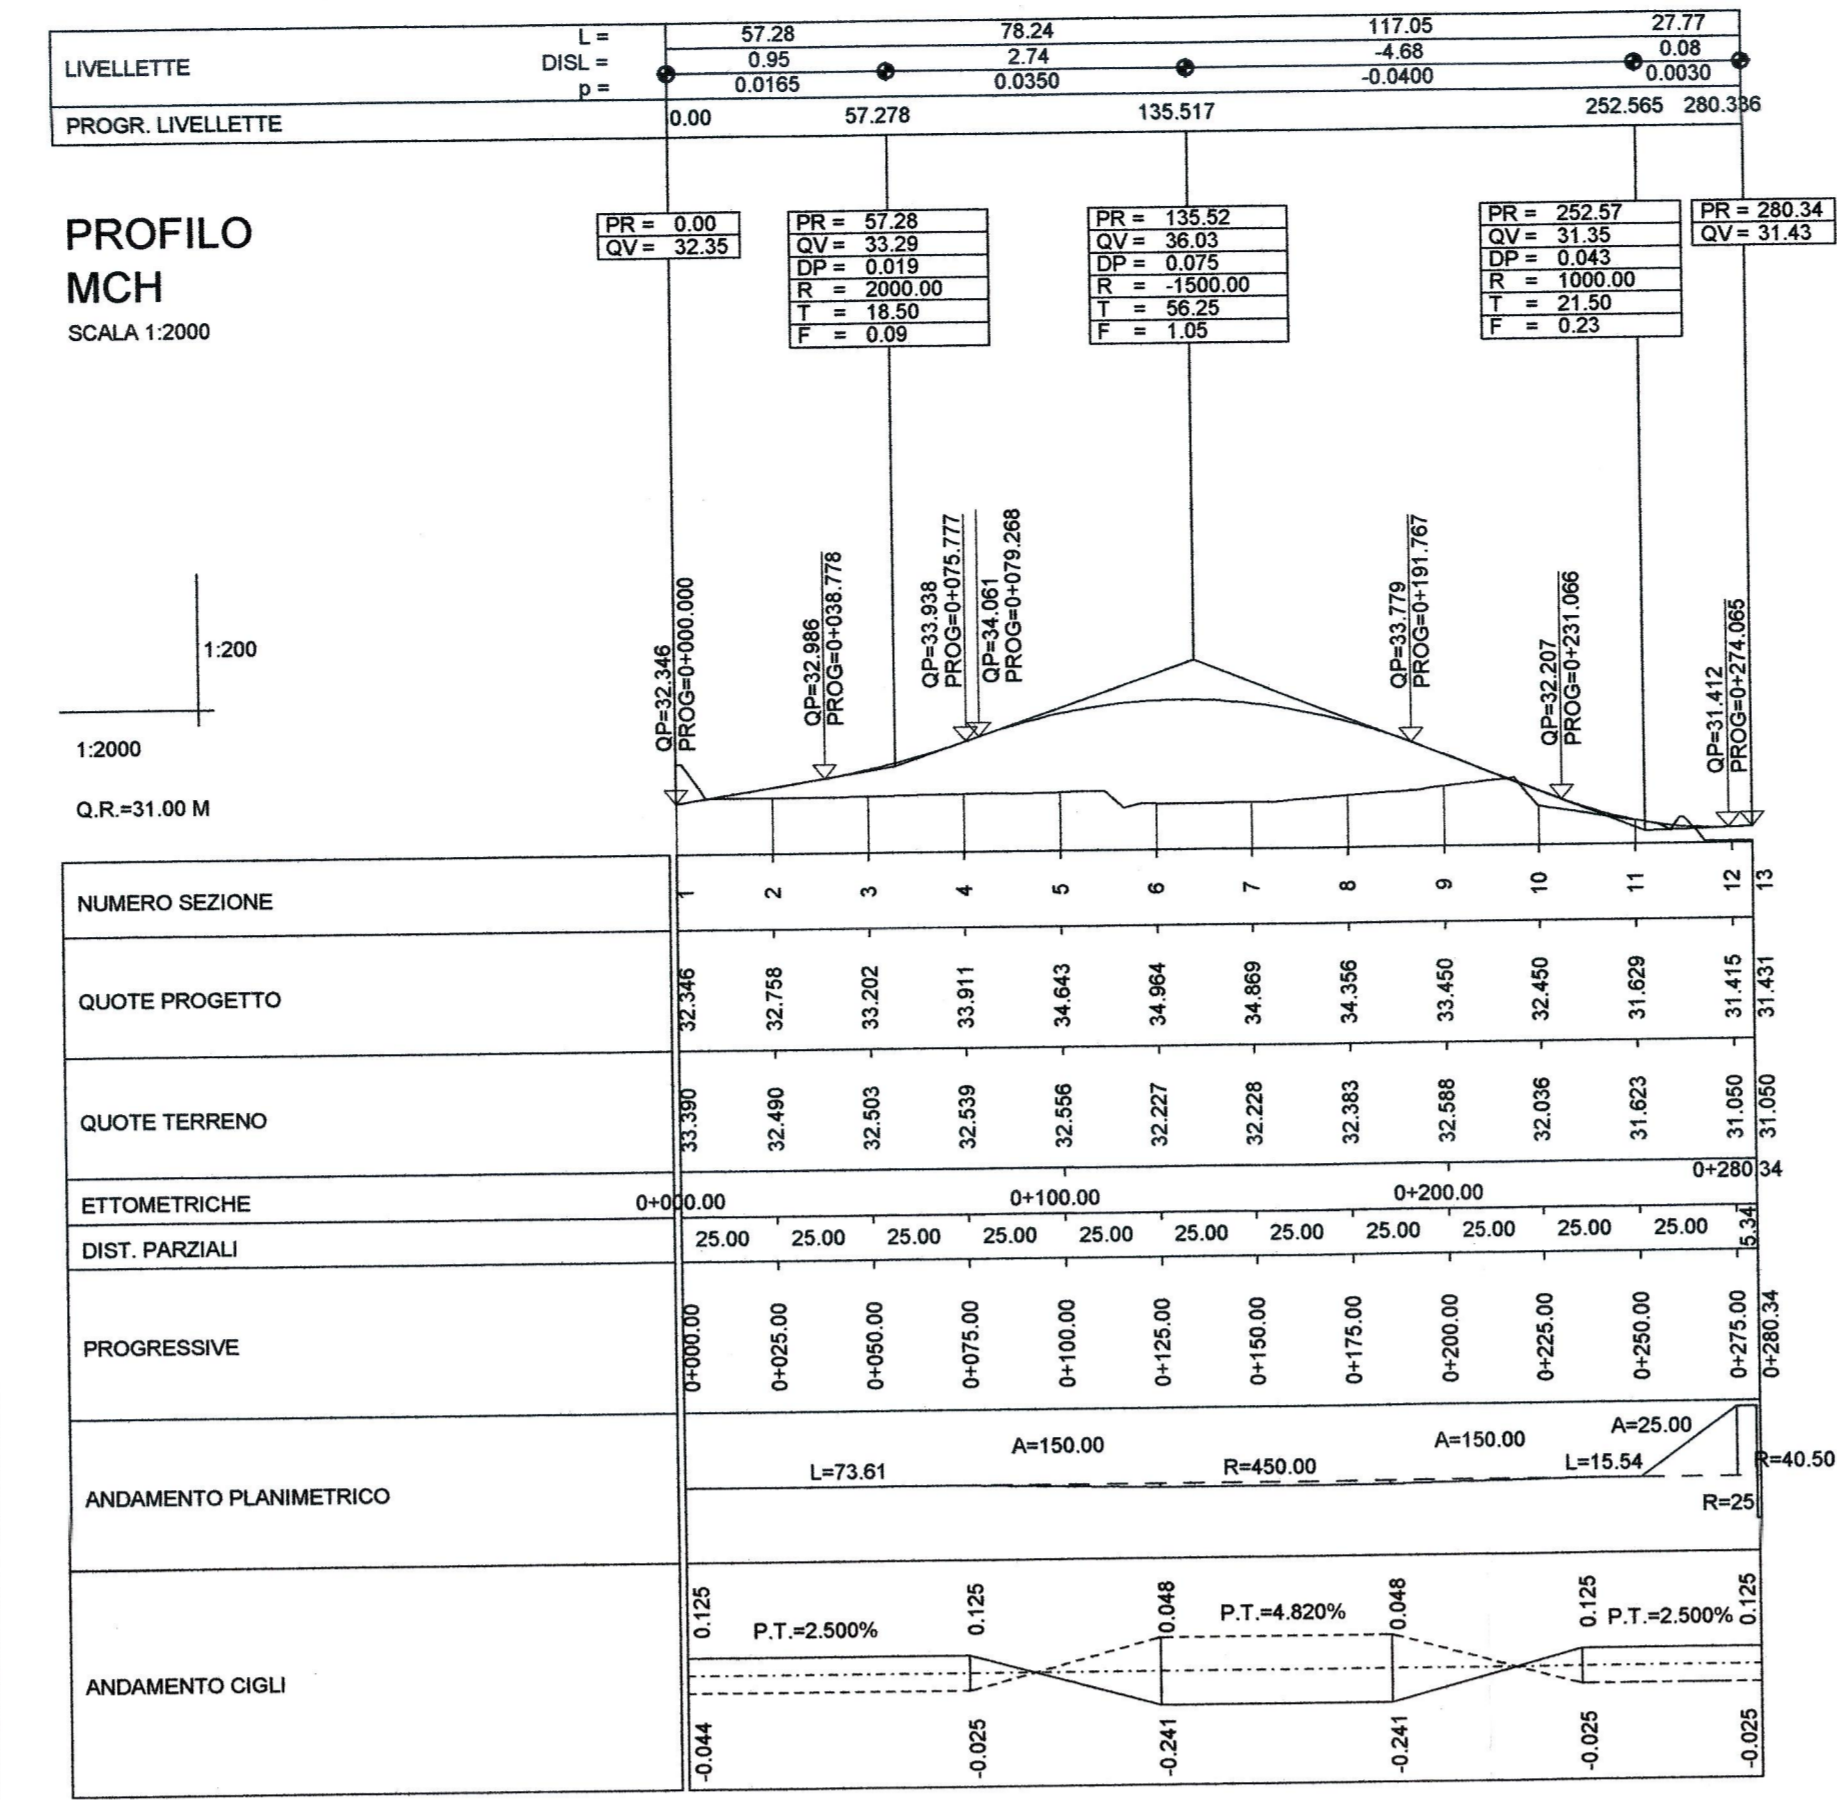 L = 57.28 78.24 117.05 27.77
LIVELLETTE DISL = 0.95 2.74 -4.68 0.08
p = 0.0165 0.0350 -0.0400 0.0030
PROGR. LIVELLETTE 0.00 57.278 135.517 252.565 280.336
PROFILO
MCH
SCALA 1:2000
PR = 0.00
QV = 32.35
PR = 57.28
QV = 33.29
DP = 0.019
R = 2000.00
T = 18.50
F = 0.09
PR = 135.52
QV = 36.03
DP = 0.075
R = -1500.00
T = 56.25
F = 1.05
PR = 252.57
QV = 31.35
DP = 0.043
R = 1000.00
T = 21.50
F = 0.23
PR = 280.34
QV = 31.43
1:200
1:2000
Q.R.=31.00 M
QP=32.346
PROG=0+000.000
QP=32.986
PROG=0+038.778
QP=33.938
PROG=0+075.777
QP=34.061
PROG=0+079.268
QP=33.779
PROG=0+191.767
QP=32.207
PROG=0+231.066
QP=31.412
PROG=0+274.065
NUMERO SEZIONE 1 2 3 4 5 6 7 8 9 10 11 12 13
QUOTE PROGETTO 32.346 32.758 33.202 33.911 34.643 34.964 34.869 34.356 33.450 32.450 31.629 31.415 31.431
QUOTE TERRENO 33.390 32.490 32.503 32.539 32.556 32.227 32.228 32.383 32.588 32.036 31.623 31.050 31.050
ETTOMETRICHE 0+000.00 0+100.00 0+200.00 0+280.34
DIST. PARZIALI 25.00 25.00 25.00 25.00 25.00 25.00 25.00 25.00 25.00 25.00 25.00 5.34
PROGRESSIVE 0+000.00 0+025.00 0+050.00 0+075.00 0+100.00 0+125.00 0+150.00 0+175.00 0+200.00 0+225.00 0+250.00 0+275.00 0+280.34
ANDAMENTO PLANIMETRICO L=73.61 A=150.00 R=450.00 A=150.00 L=15.54 A=25.00 R=25 R=40.50
0.125 P.T.=2.500% 0.125 0.048 P.T.=4.820% 0.048 0.125 P.T.=2.500% 0.125
ANDAMENTO CIGLI
-0.044 -0.025 -0.241 -0.241 -0.025 -0.025